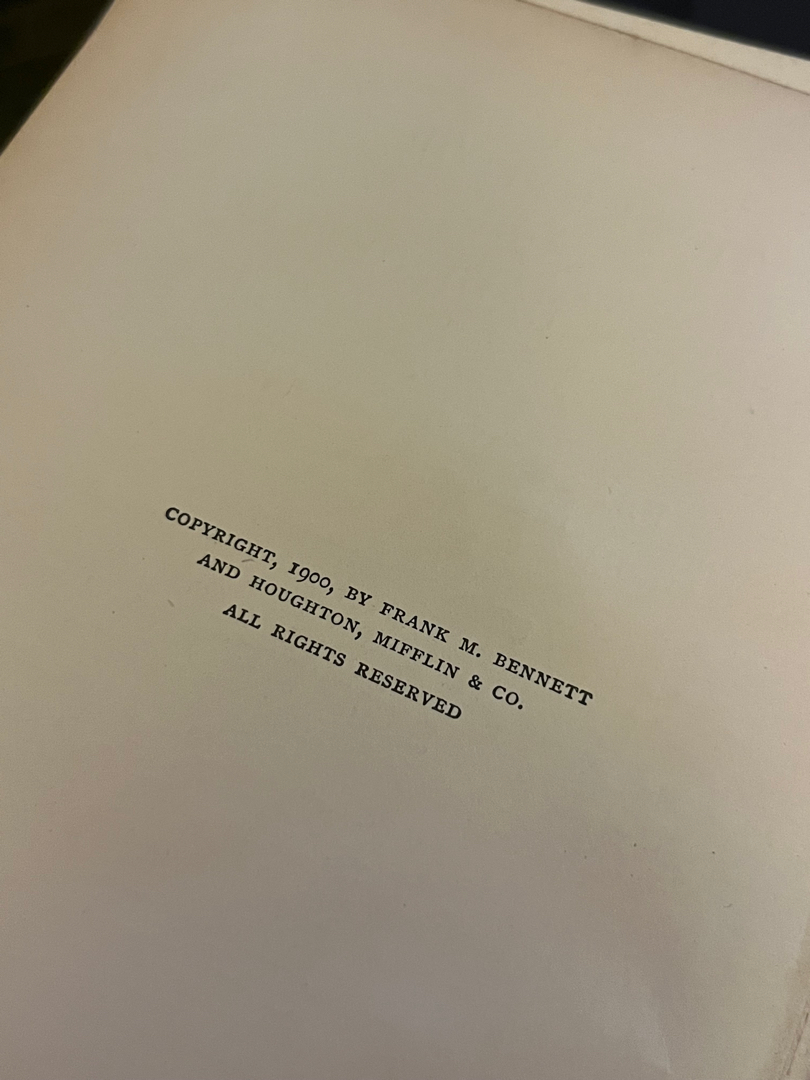 COPYRIGHT, 1900, BY FRANK M. BENNETT
AND HOUGHTON, MIFFLIN & CO.
ALL RIGHTS RESERVED